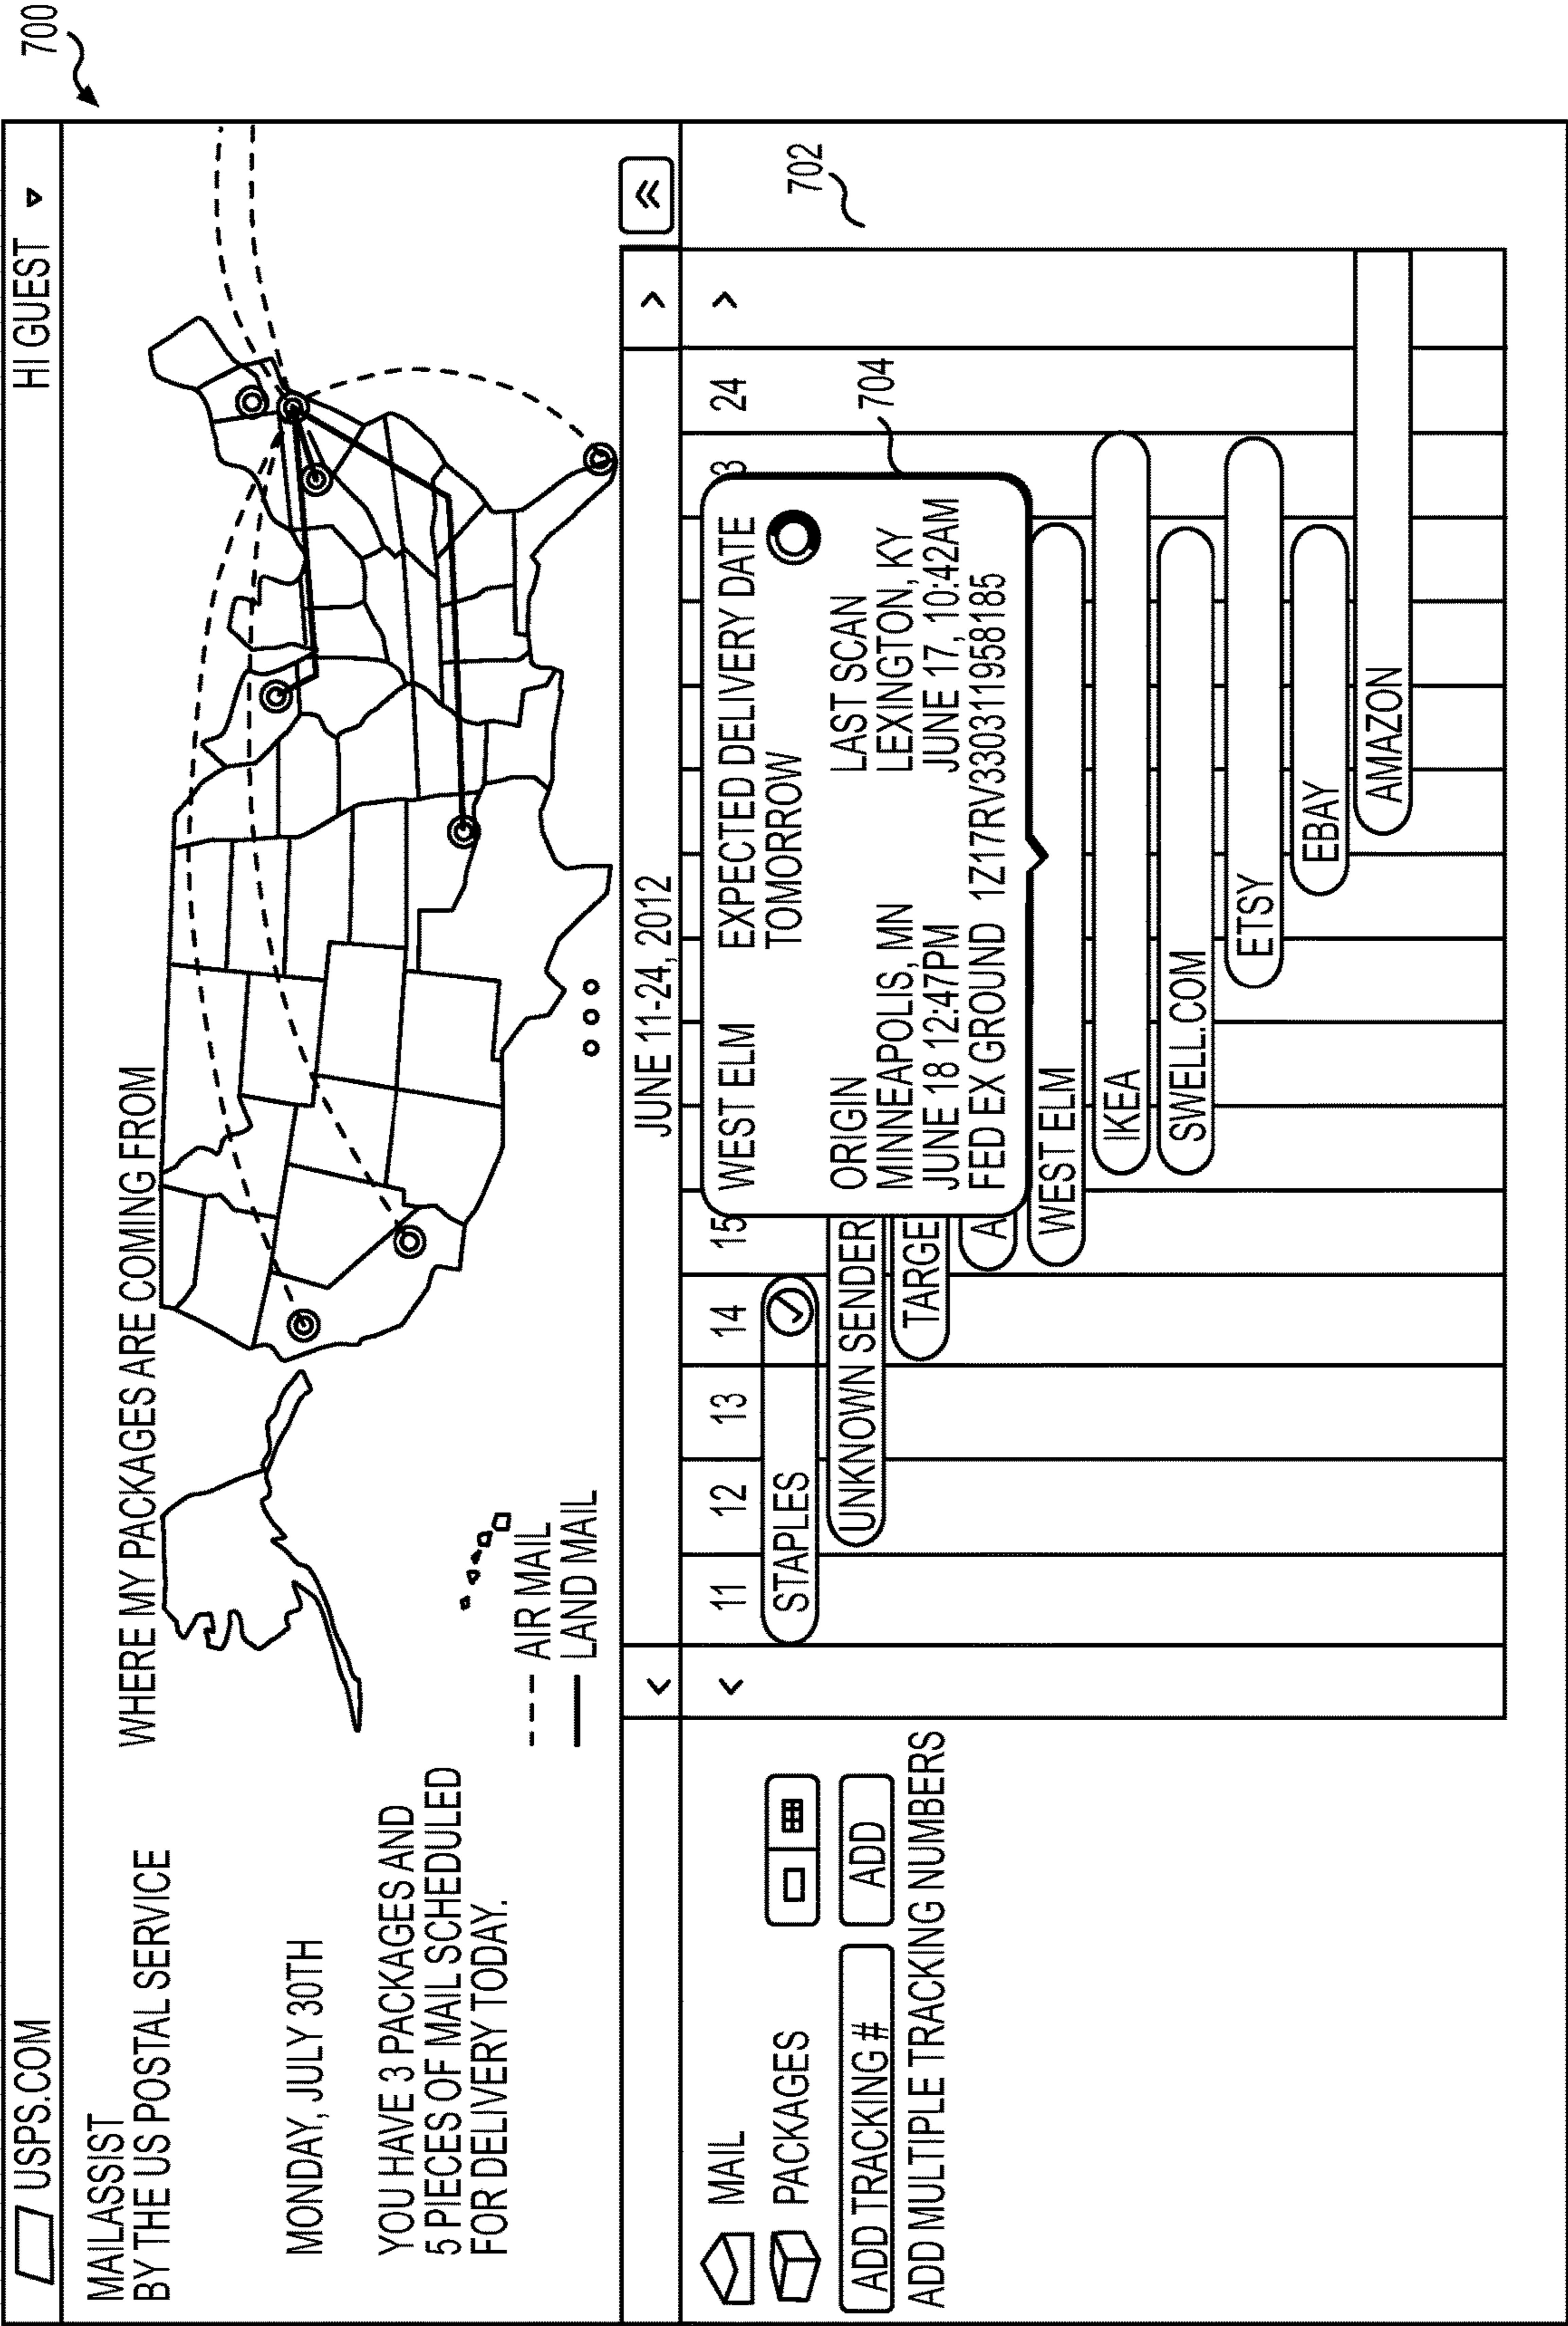 700
USPS.COM
HI GUEST
MAILASSIST
BY THE US POSTAL SERVICE
MONDAY, JULY 30TH
YOU HAVE 3 PACKAGES AND
5 PIECES OF MAIL SCHEDULED
FOR DELIVERY TODAY.
WHERE MY PACKAGES ARE COMING FROM
AIR MAIL
LAND MAIL
JUNE 11-24, 2012
702
MAIL
PACKAGES
ADD TRACKING #
ADD
ADD MULTIPLE TRACKING NUMBERS
11 12 13 14 15 3 24
STAPLES
UNKNOWN SENDER
TARGE
A
WEST ELM
IKEA
SWELL.COM
ETSY
EBAY
AMAZON
704
WEST ELM
EXPECTED DELIVERY DATE
TOMORROW
ORIGIN
MINNEAPOLIS, MN
JUNE 18 12:47PM
LAST SCAN
LEXINGTON, KY
JUNE 17, 10:42AM
FED EX GROUND 1Z17RV330311958185